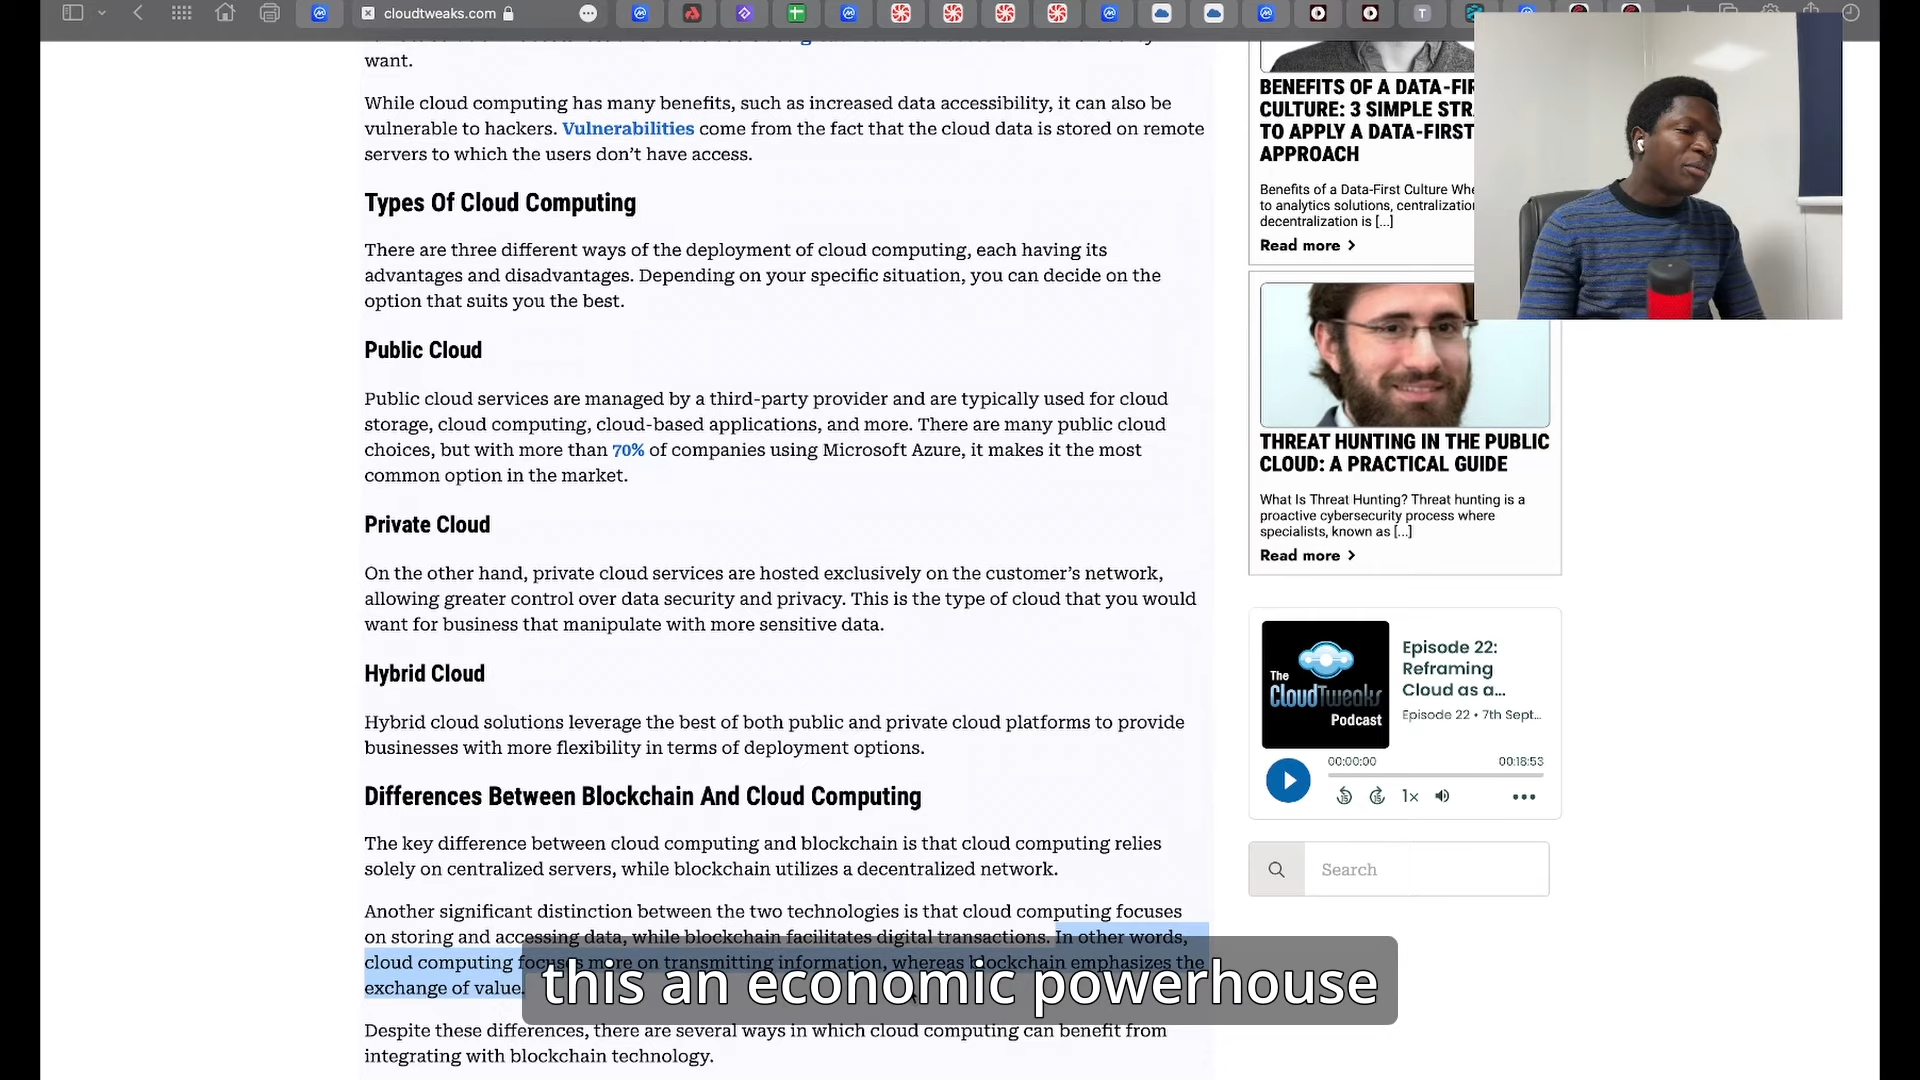 cloudtweaks.com
want.
While cloud computing has many benefits, such as increased data accessibility, it can also be
vulnerable to hackers. Vulnerabilities come from the fact that the cloud data is stored on remote
servers to which the users don’t have access.
Types Of Cloud Computing
There are three different ways of the deployment of cloud computing, each having its
advantages and disadvantages. Depending on your specific situation, you can decide on the
option that suits you the best.
Public Cloud
Public cloud services are managed by a third-party provider and are typically used for cloud
storage, cloud computing, cloud-based applications, and more. There are many public cloud
choices, but with more than 70% of companies using Microsoft Azure, it makes it the most
common option in the market.
Private Cloud
On the other hand, private cloud services are hosted exclusively on the customer’s network,
allowing greater control over data security and privacy. This is the type of cloud that you would
want for business that manipulate with more sensitive data.
Hybrid Cloud
Hybrid cloud solutions leverage the best of both public and private cloud platforms to provide
businesses with more flexibility in terms of deployment options.
Differences Between Blockchain And Cloud Computing
The key difference between cloud computing and blockchain is that cloud computing relies
solely on centralized servers, while blockchain utilizes a decentralized network.
Another significant distinction between the two technologies is that cloud computing focuses
on storing and accessing data, while blockchain facilitates digital transactions. In other words,
cloud computing focuses more on transmitting information, whereas blockchain emphasizes the
exchange of value.
Despite these differences, there are several ways in which cloud computing can benefit from
integrating with blockchain technology.
this an economic powerhouse
BENEFITS OF A DATA-FIR
CULTURE: 3 SIMPLE STR
TO APPLY A DATA-FIRST
APPROACH
Benefits of a Data-First Culture Whe
to analytics solutions, centralization
decentralization is [...]
Read more
THREAT HUNTING IN THE PUBLIC
CLOUD: A PRACTICAL GUIDE
What Is Threat Hunting? Threat hunting is a
proactive cybersecurity process where
specialists, known as [...]
Read more
The
CloudTweaks
Podcast
Episode 22:
Reframing
Cloud as a...
Episode 22 • 7th Sept...
00:00:00 00:18:53
15 15 1×
Search